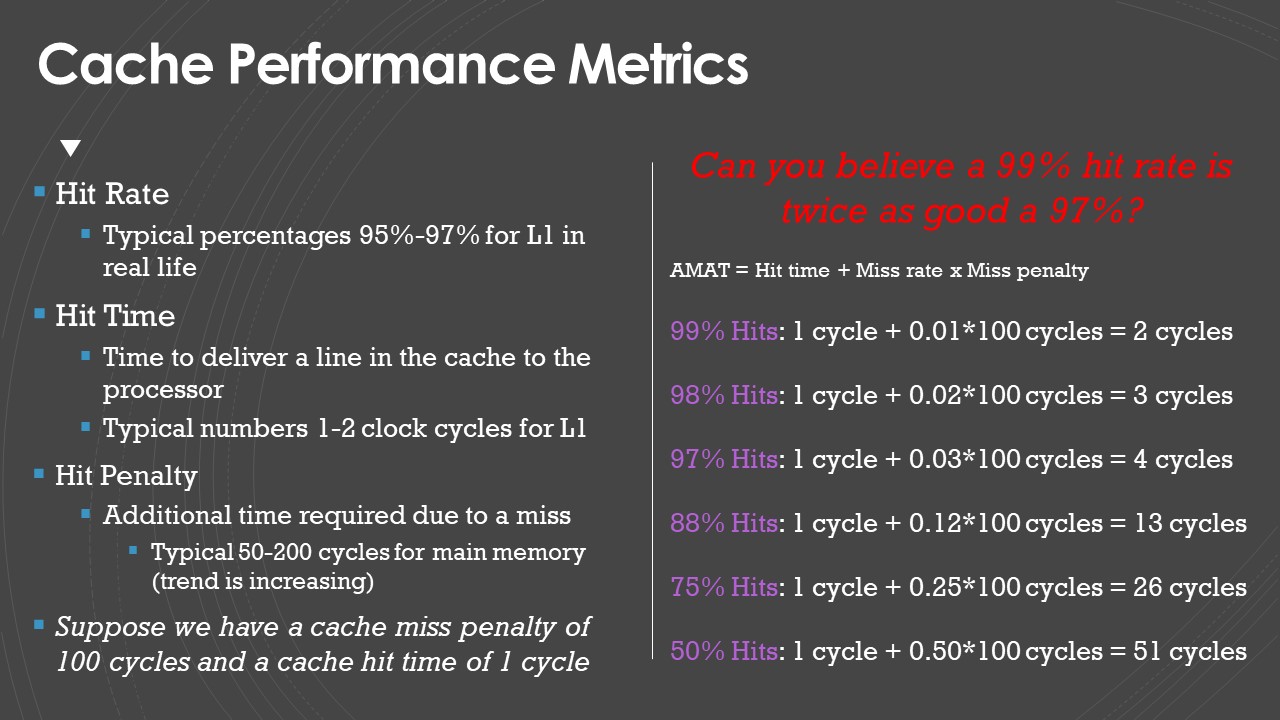 Cache Performance Metrics
Hit Rate
Typical percentages 95%-97% for L1 in
real life
Hit Time
Time to deliver a line in the cache to the
processor
Typical numbers 1-2 clock cycles for L1
Hit Penalty
Additional time required due to a miss
Typical 50-200 cycles for main memory
(trend is increasing)
Suppose we have a cache miss penalty of
100 cycles and a cache hit time of 1 cycle
Can you believe a 99% hit rate is
twice as good a 97%?
AMAT = Hit time + Miss rate x Miss penalty
99% Hits: 1 cycle + 0.01*100 cycles = 2 cycles
98% Hits: 1 cycle + 0.02*100 cycles = 3 cycles
97% Hits: 1 cycle + 0.03*100 cycles = 4 cycles
88% Hits: 1 cycle + 0.12*100 cycles = 13 cycles
75% Hits: 1 cycle + 0.25*100 cycles = 26 cycles
50% Hits: 1 cycle + 0.50*100 cycles = 51 cycles